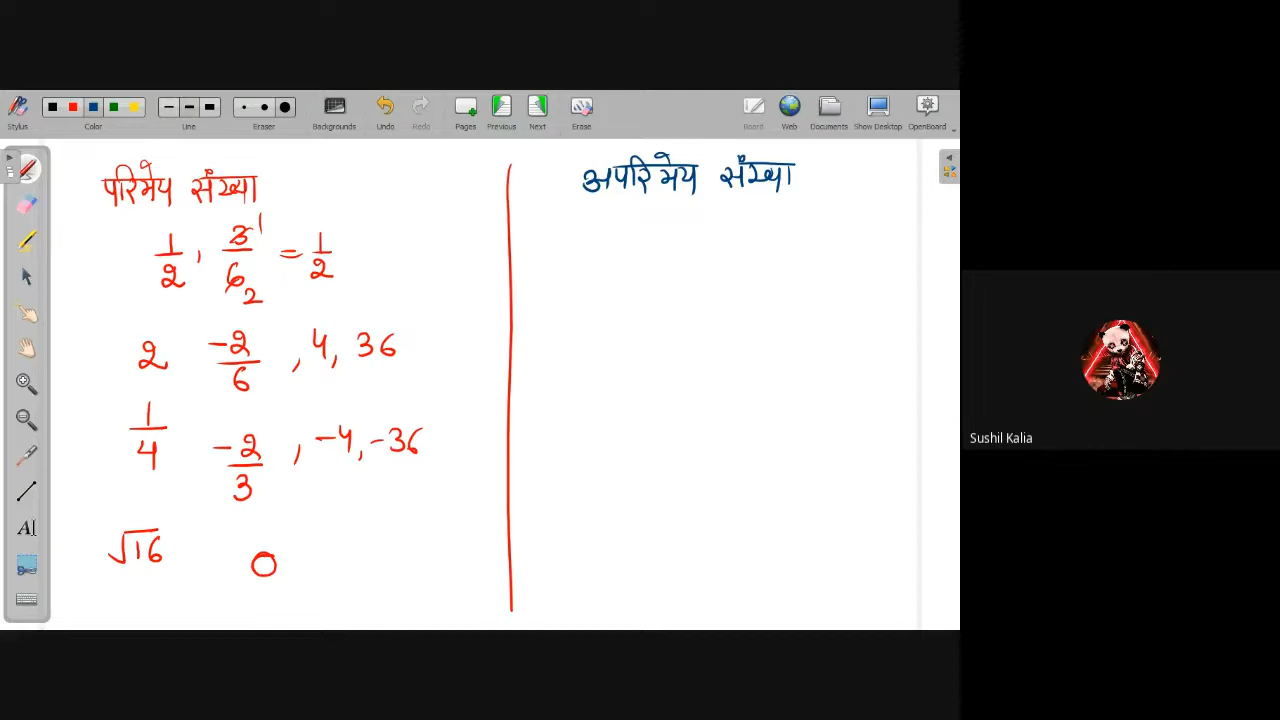 Stylus Color Line Eraser Backgrounds Undo Redo Pages Previous Next Erase Board Web Documents Show Desktop OpenBoard
परिमेय संख्या
1/2, 3/6 1 2 = 1/2
2 -2/6, 4, 36
1/4 -2/3, -4, -36
√16 0
अपरिमेय संख्या
A
Sushil Kalia